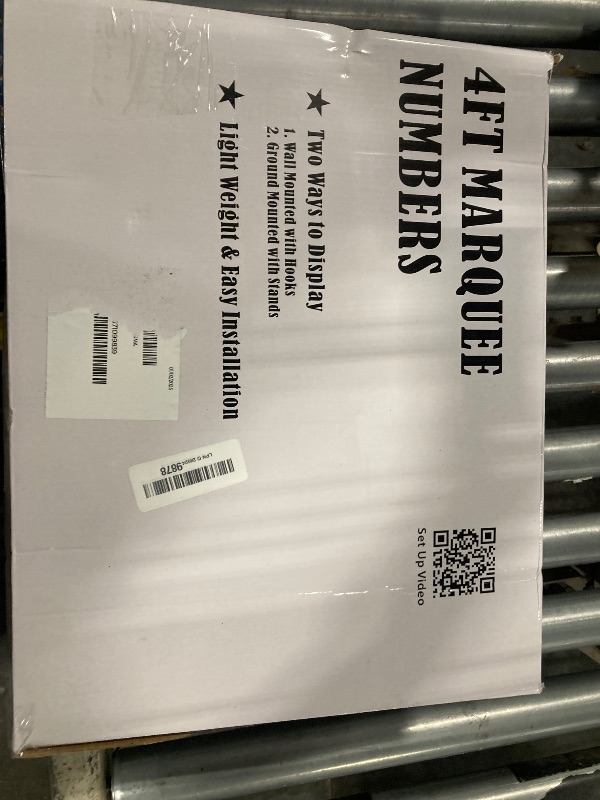 4FT MARQUEE
NUMBERS
★ Two Ways to Display
1. Wall Mounted with Hooks
2. Ground Mounted with Stands
★ Light Weight & Easy Installation
Set Up Video
9878